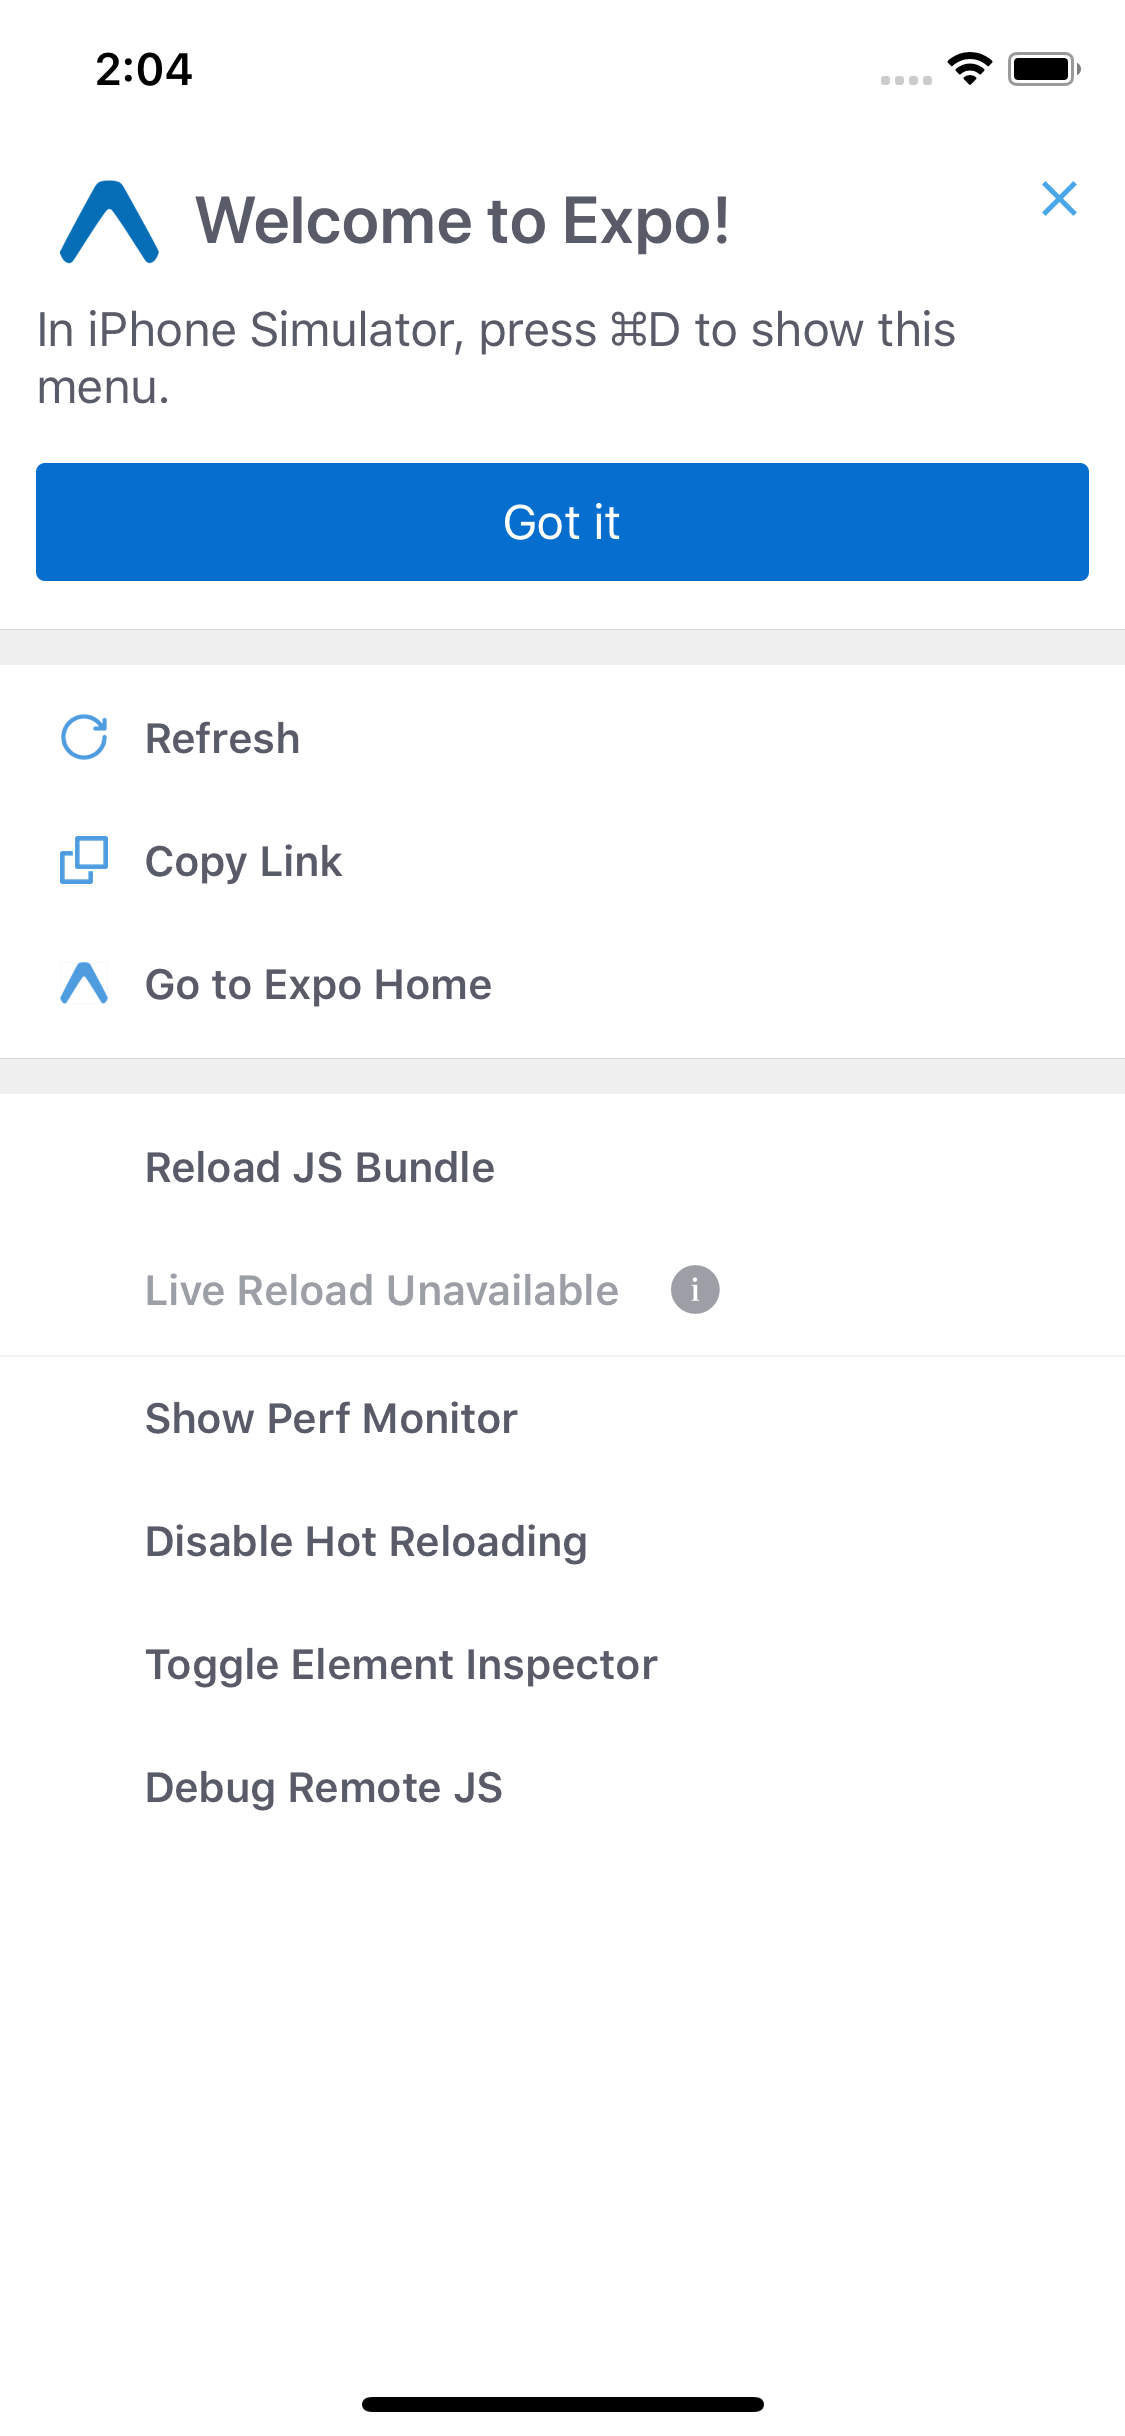 2:04
Welcome to Expo!
In iPhone Simulator, press ⌘D to show this
menu.
Got it
Refresh
Copy Link
Go to Expo Home
Reload JS Bundle
Live Reload Unavailable i
Show Perf Monitor
Disable Hot Reloading
Toggle Element Inspector
Debug Remote JS